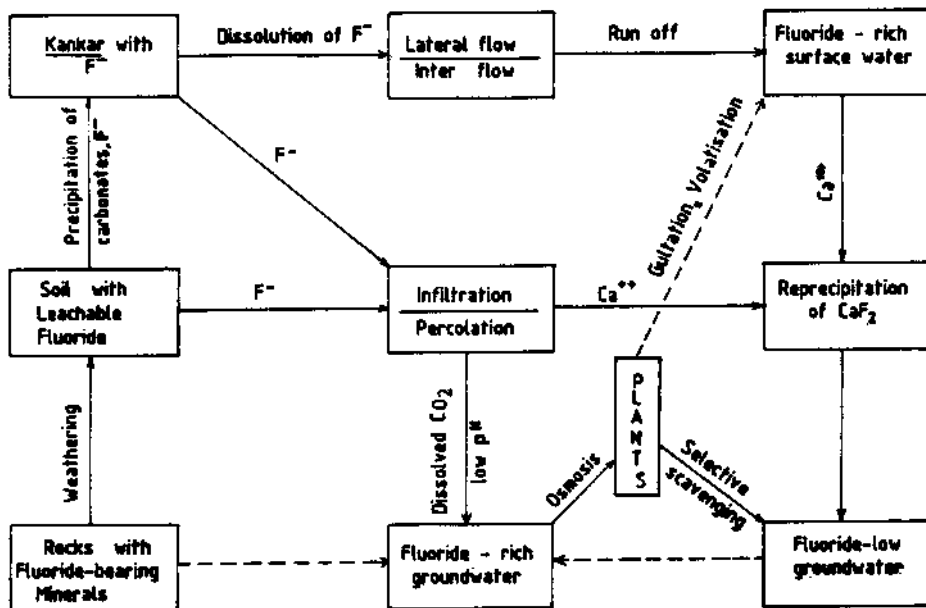 Kankar with
F⁻
Dissolution of F⁻
Lateral flow
Inter flow
Run off
Fluoride - rich
surface water
Precipitation of
carbonates, F⁻
F⁻
Guttation, Volatisation
Ca⁺⁺
Soil with
Leachable
Fluoride
F⁻
Infiltration
Percolation
Ca⁺⁺
Reprecipitation
of CaF₂
Weathering
Dissolved CO₂
low pᴴ
Osmosis
PLANTS
Selective
scavenging
Rocks with
Fluoride-bearing
Minerals
Fluoride - rich
groundwater
Fluoride-low
groundwater